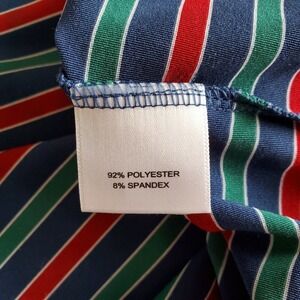 92% POLYESTER
8% SPANDEX